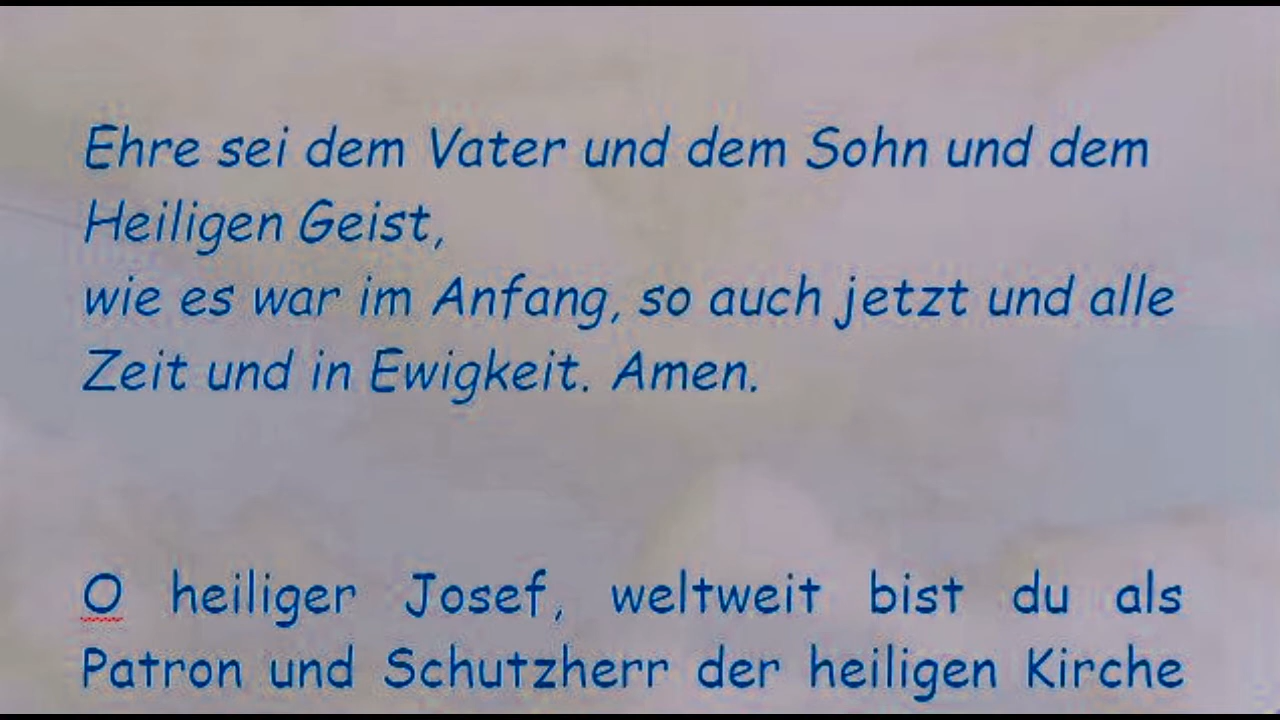 Ehre sei dem Vater und dem Sohn und dem
Heiligen Geist,
wie es war im Anfang, so auch jetzt und alle
Zeit und in Ewigkeit. Amen.
O heiliger Josef, weltweit bist du als
Patron und Schutzherr der heiligen Kirche